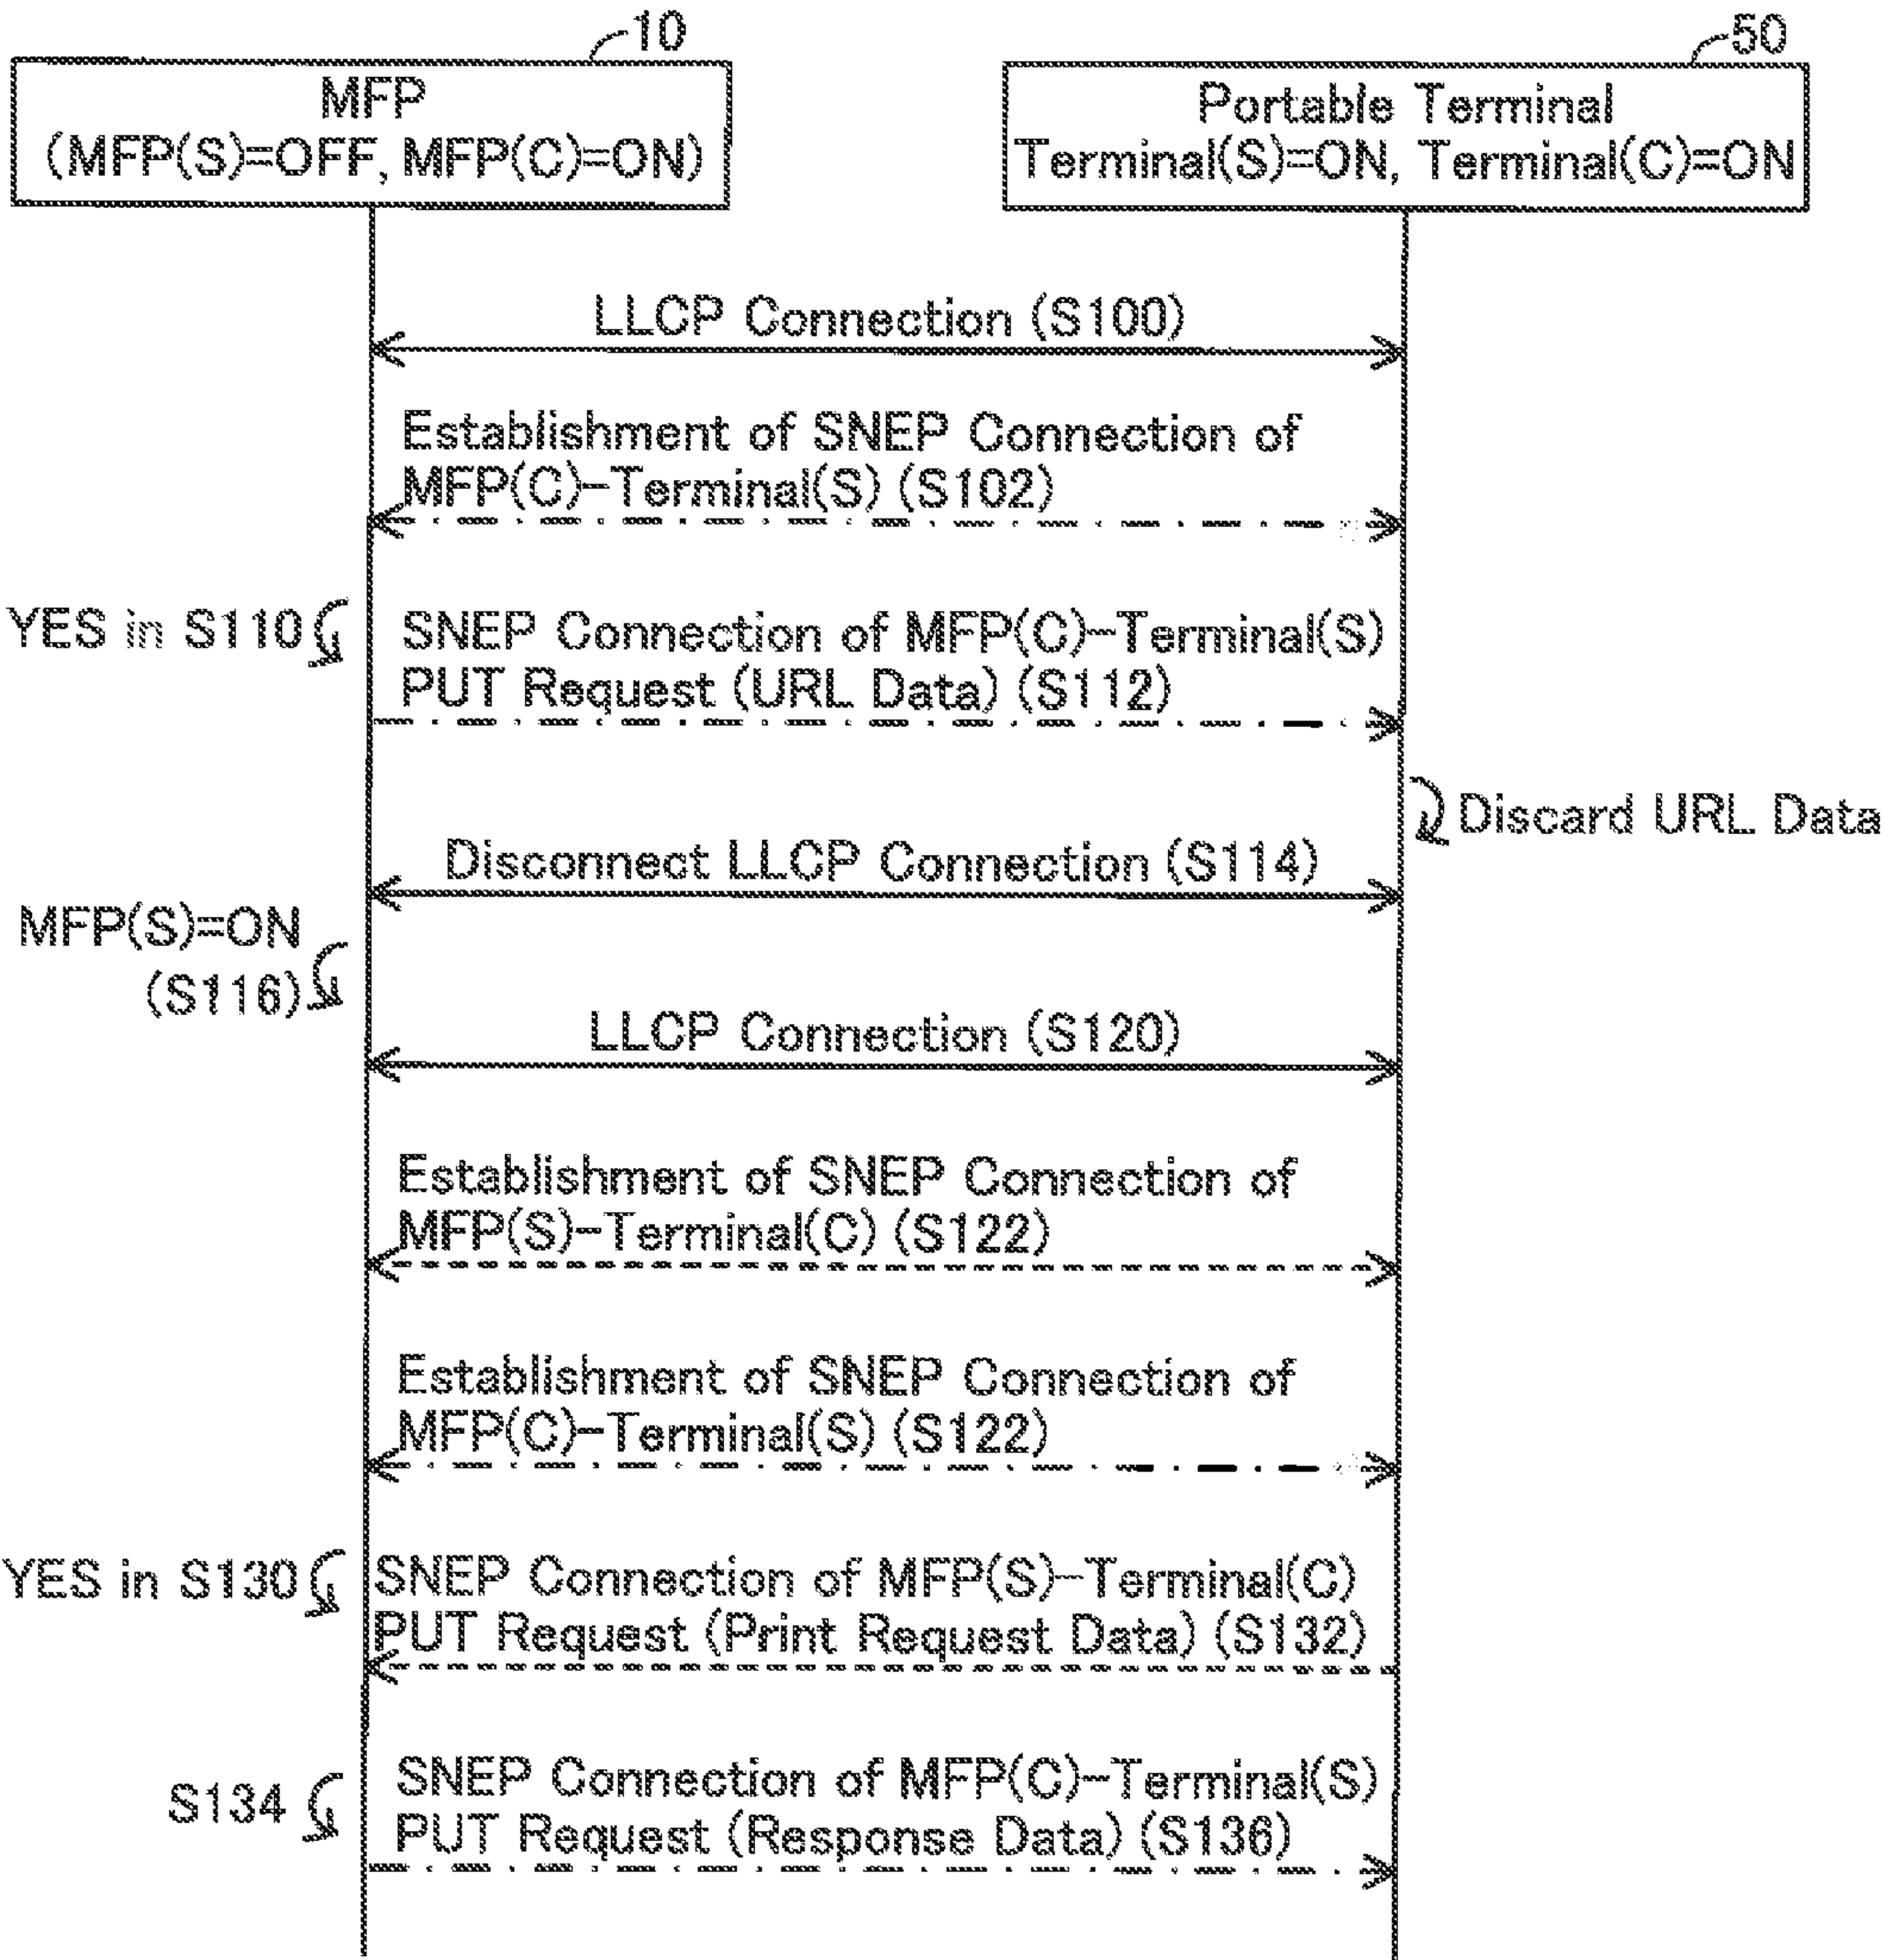 10
50
MFP
(MFP(S)=OFF, MFP(C)=ON)
Portable Terminal
Terminal(S)=ON, Terminal(C)=ON
LLCP Connection (S100)
Establishment of SNEP Connection of
MFP(C)-Terminal(S) (S102)
YES in S110
SNEP Connection of MFP(C)-Terminal(S)
PUT Request (URL Data) (S112)
Discard URL Data
Disconnect LLCP Connection (S114)
MFP(S)=ON
(S116)
LLCP Connection (S120)
Establishment of SNEP Connection of
MFP(S)-Terminal(C) (S122)
Establishment of SNEP Connection of
MFP(C)-Terminal(S) (S122)
YES in S130
SNEP Connection of MFP(S)-Terminal(C)
PUT Request (Print Request Data) (S132)
S134
SNEP Connection of MFP(C)-Terminal(S)
PUT Request (Response Data) (S136)